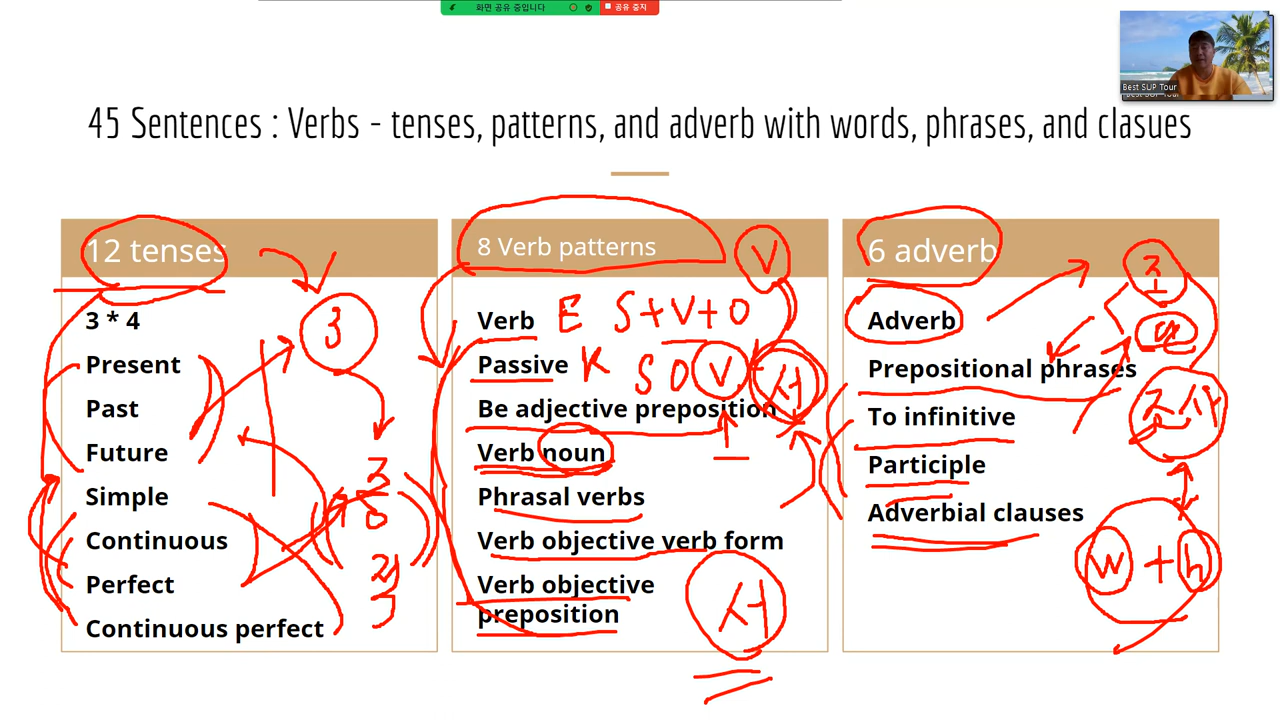 화면 공유 중입니다
공유 중지
Best SUP Tour
45 Sentences : Verbs - tenses, patterns, and adverb with words, phrases, and clasues
12 tenses
3 * 4
Present
Past
Future
Simple
Continuous
Perfect
Continuous perfect
3
8 Verb patterns
V
Verb
E S+V+O
Passive
K S O V
Be adjective preposition
Verb noun
Phrasal verbs
Verb objective verb form
Verb objective
preposition
6 adverb
Adverb
Prepositional phrases
To infinitive
Participle
Adverbial clauses
조사
W + h